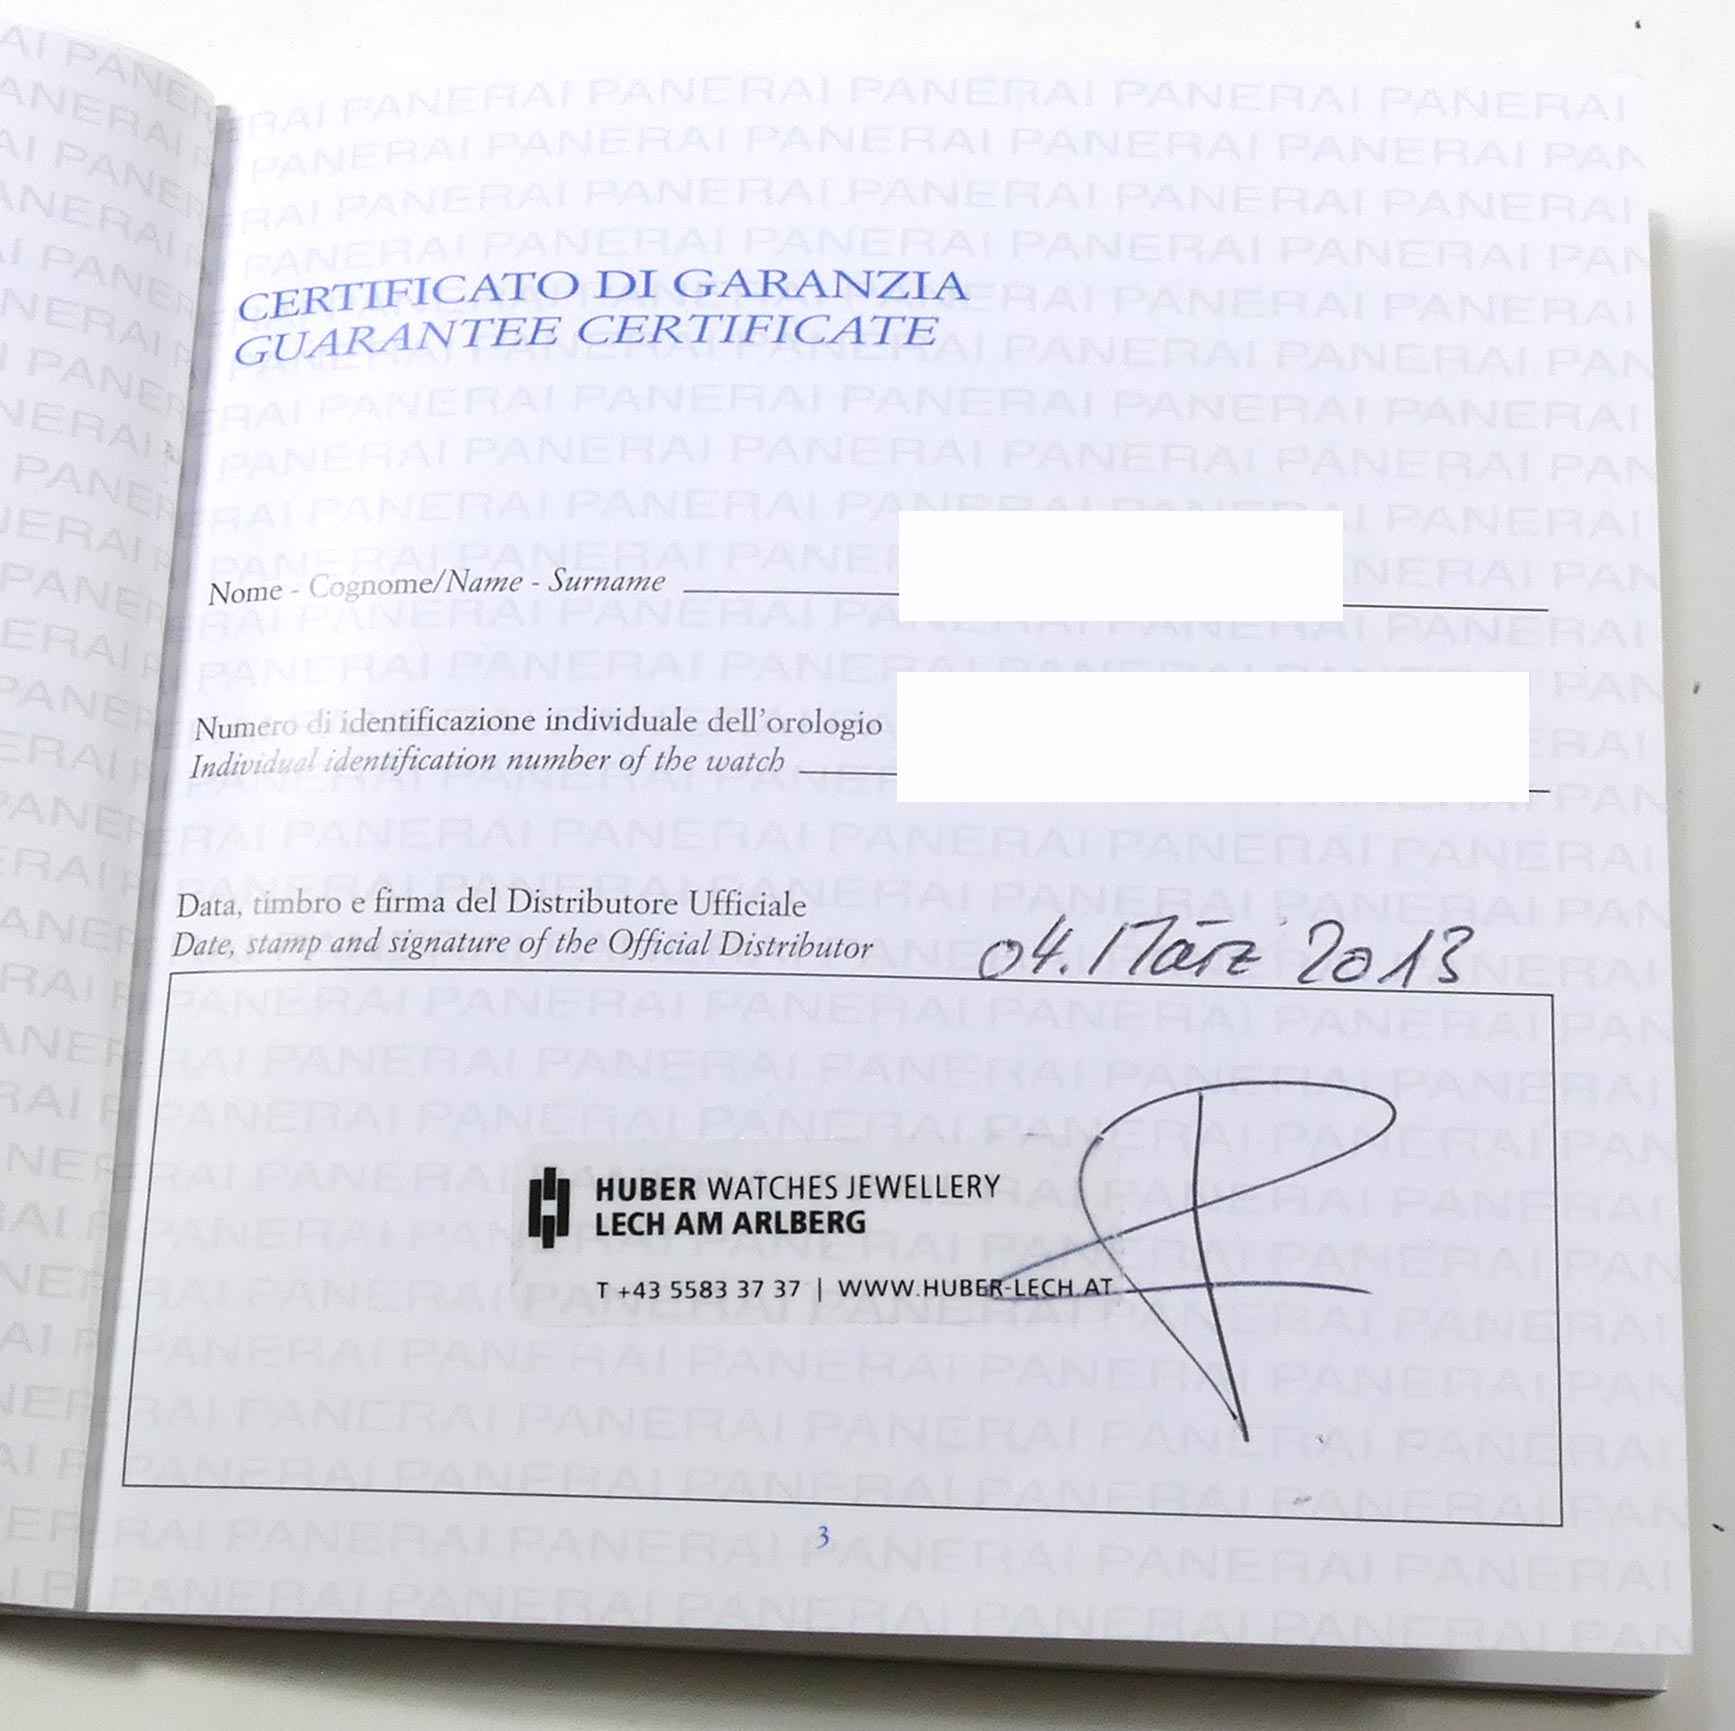 CERTIFICATO DI GARANZIA
GUARANTEE CERTIFICATE
Nome - Cognome/Name - Surname
Numero di identificazione individuale dell'orologio
Individual identification number of the watch
Data, timbro e firma del Distributore Ufficiale
Date, stamp and signature of the Official Distributor
04. März 2013
HUBER WATCHES JEWELLERY
LECH AM ARLBERG
T +43 5583 37 37 | WWW.HUBER-LECH.AT
3